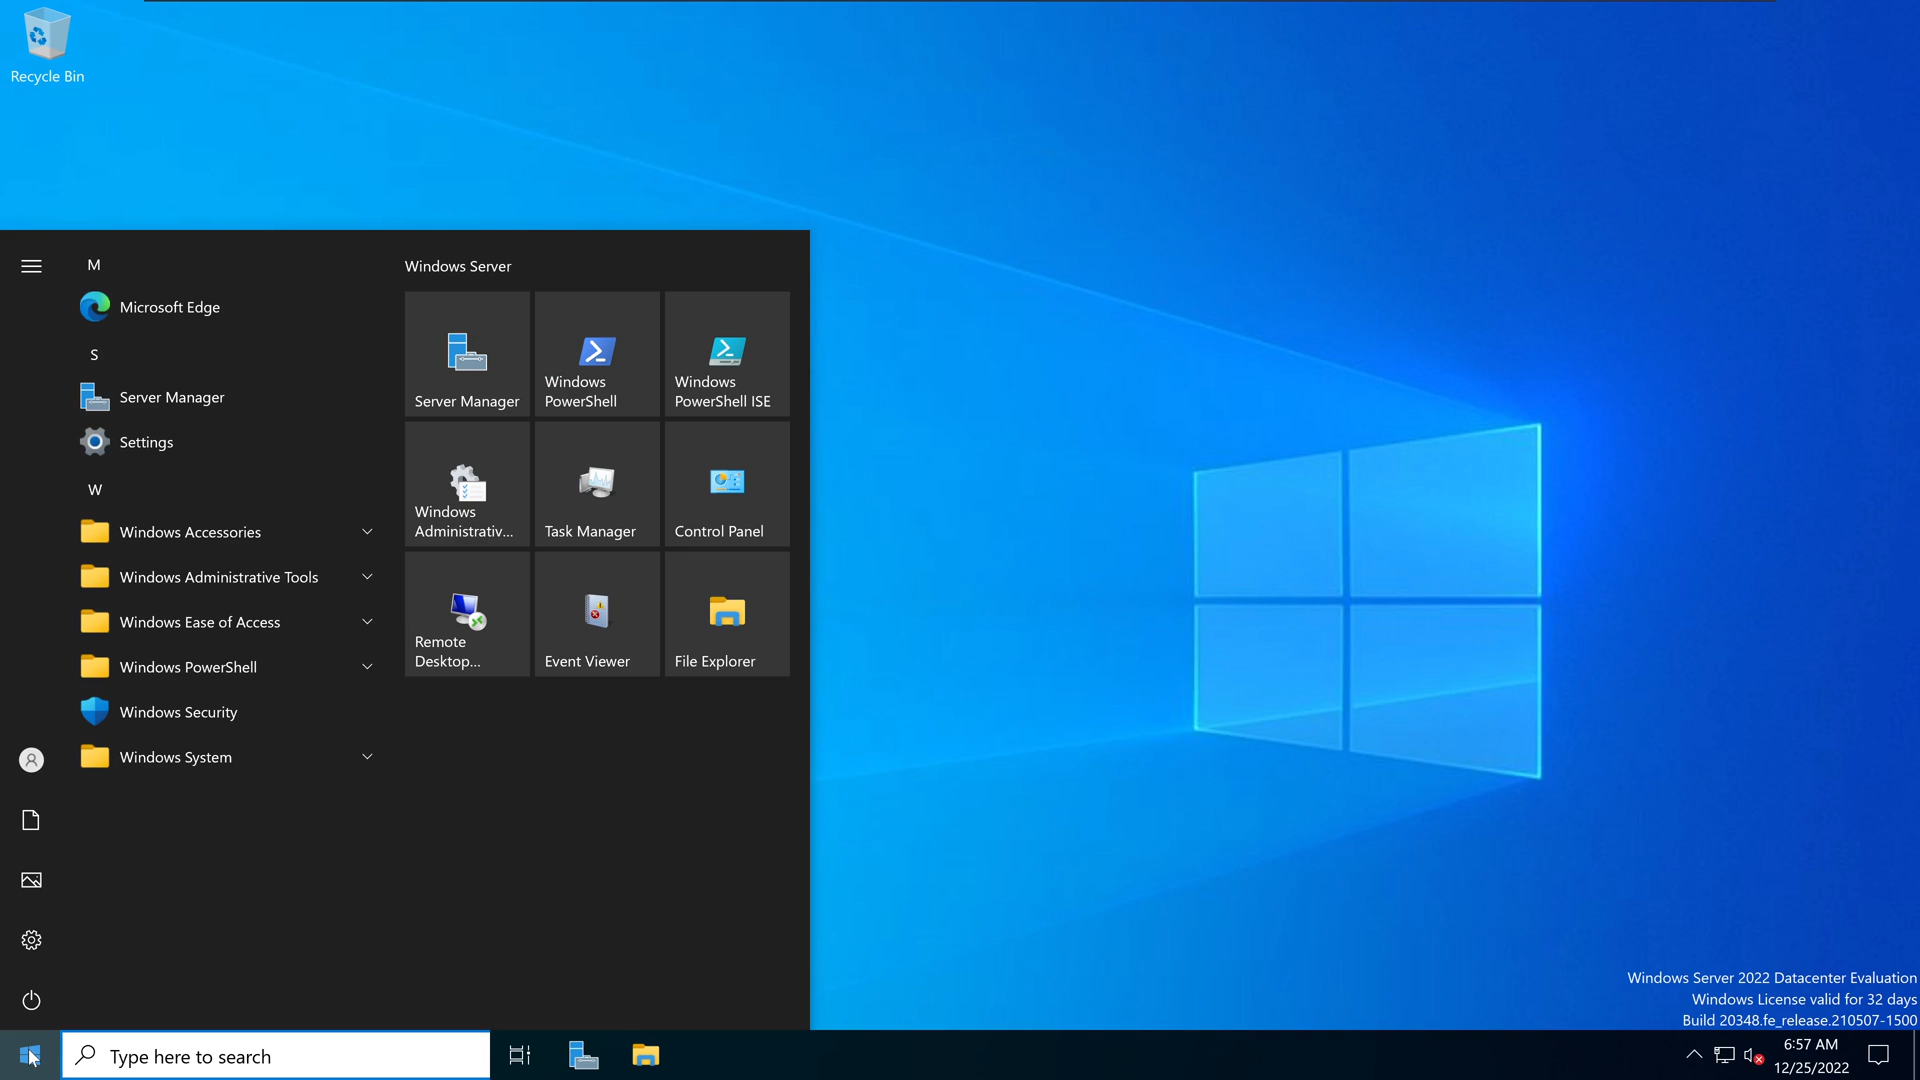 Recycle Bin
M
Microsoft Edge
S
Server Manager
Settings
W
Windows Accessories
Windows Administrative Tools
Windows Ease of Access
Windows PowerShell
Windows Security
Windows System
Windows Server
Server Manager
Windows
PowerShell
Windows
PowerShell ISE
Windows
Administrativ...
Task Manager
Control Panel
Remote
Desktop...
Event Viewer
File Explorer
Windows Server 2022 Datacenter Evaluation
Windows License valid for 32 days
Build 20348.fe_release.210507-1500
Type here to search
6:57 AM
12/25/2022